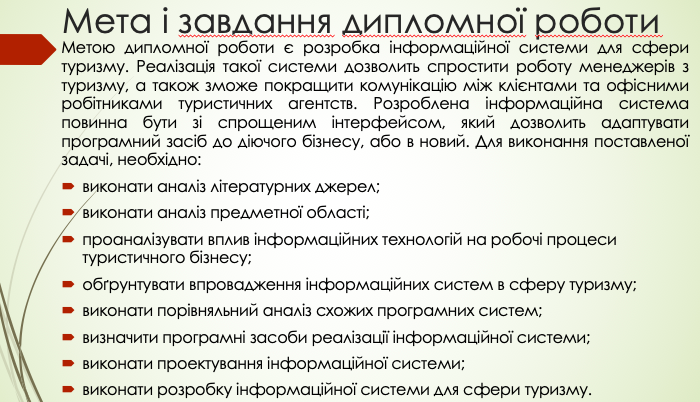 Мета і завдання дипломної роботи
Метою дипломної роботи є розробка інформаційної системи для сфери
туризму. Реалізація такої системи дозволить спростити роботу менеджерів з
туризму, а також зможе покращити комунікацію між клієнтами та офісними
робітниками туристичних агентств. Розроблена інформаційна система
повинна бути зі спрощеним інтерфейсом, який дозволить адаптувати
програмний засіб до діючого бізнесу, або в новий. Для виконання поставленої
задачі, необхідно:
виконати аналіз літературних джерел;
виконати аналіз предметної області;
проаналізувати вплив інформаційних технологій на робочі процеси
туристичного бізнесу;
обґрунтувати впровадження інформаційних систем в сферу туризму;
виконати порівняльний аналіз схожих програмних систем;
визначити програмні засоби реалізації інформаційної системи;
виконати проектування інформаційної системи;
виконати розробку інформаційної системи для сфери туризму.